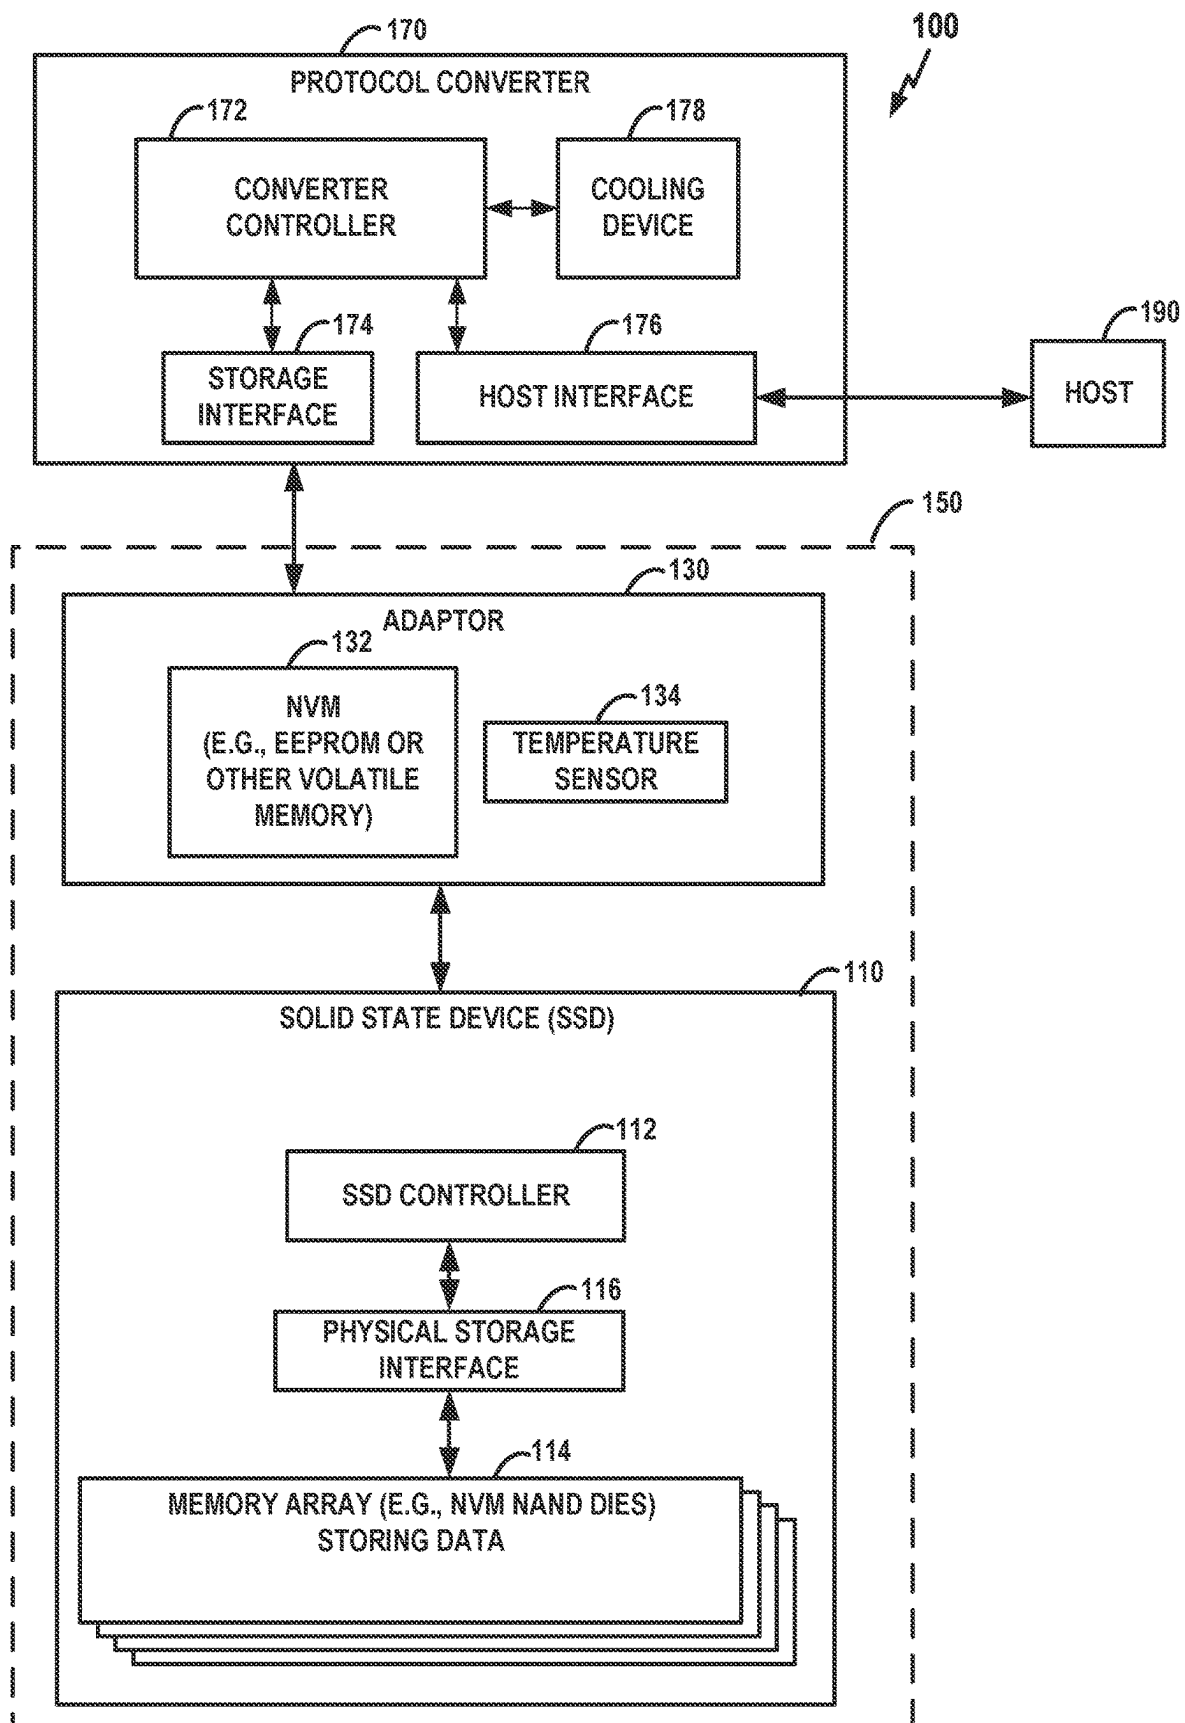 100
170
PROTOCOL CONVERTER
172
178
CONVERTER
CONTROLLER
COOLING
DEVICE
174
176
190
STORAGE
INTERFACE
HOST INTERFACE
HOST
150
130
ADAPTOR
132
134
NVM
(E.G., EEPROM OR
OTHER VOLATILE
MEMORY)
TEMPERATURE
SENSOR
110
SOLID STATE DEVICE (SSD)
112
SSD CONTROLLER
116
PHYSICAL STORAGE
INTERFACE
114
MEMORY ARRAY (E.G., NVM NAND DIES)
STORING DATA